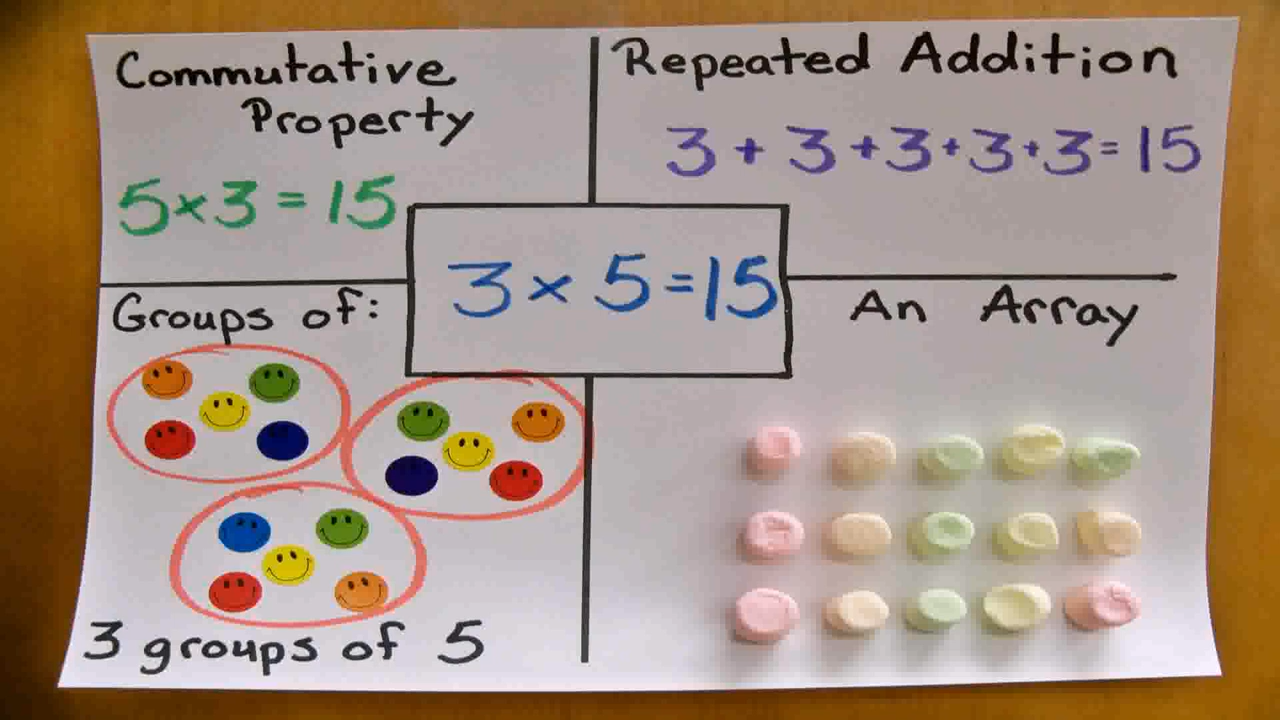 Commutative
Property
5×3=15
Repeated Addition
3+3+3+3+3=15
3×5=15
Groups of:
3 groups of 5
An Array